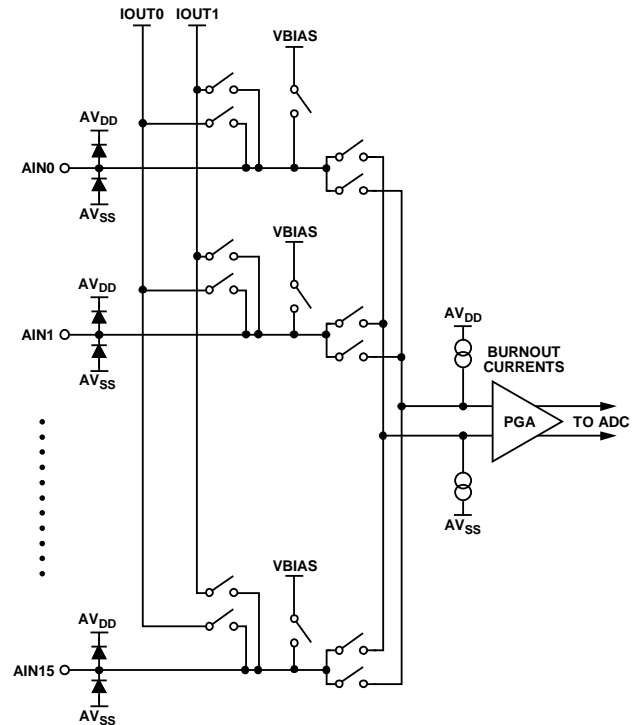 IOUT0 IOUT1
VBIAS
AVDD
AIN0
AVSS
VBIAS
AVDD
AIN1
AVSS
AVDD
BURNOUT
CURRENTS
PGA
TO ADC
AVSS
VBIAS
AVDD
AIN15
AVSS